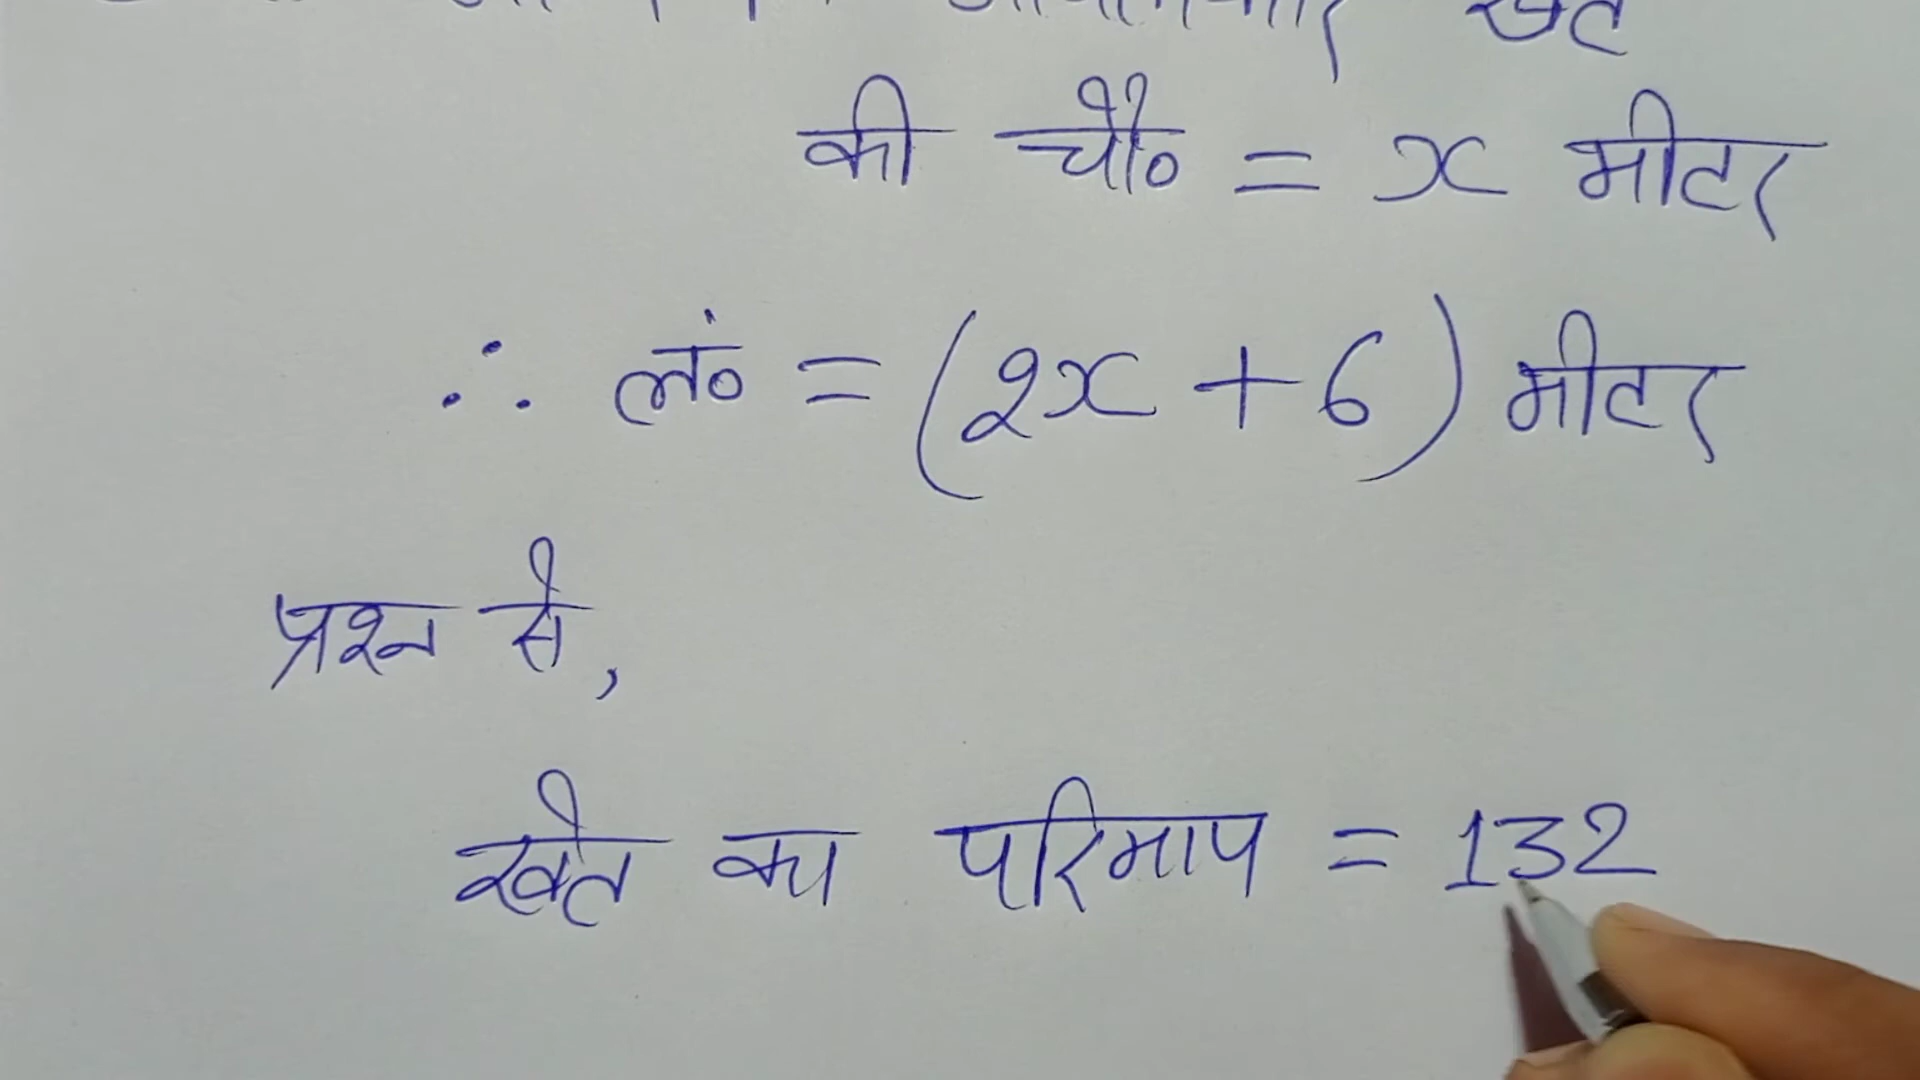 खेत
की चौ० = x मीटर
∴ लं० = (2x + 6) मीटर
प्रश्न से,
खेत का परिमाप = 132